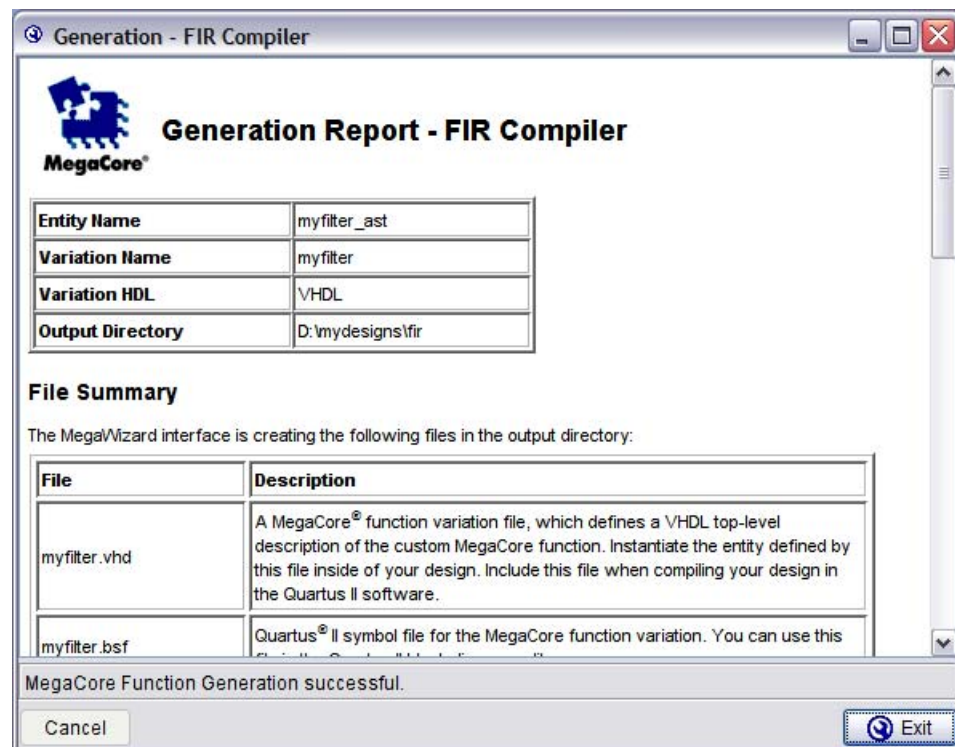 Generation - FIR Compiler
MegaCore®
Generation Report - FIR Compiler
Entity Name myfilter_ast
Variation Name myfilter
Variation HDL VHDL
Output Directory D:\mydesigns\fir
File Summary
The MegaWizard interface is creating the following files in the output directory:
File Description
myfilter.vhd
A MegaCore® function variation file, which defines a VHDL top-level
description of the custom MegaCore function. Instantiate the entity defined by
this file inside of your design. Include this file when compiling your design in
the Quartus II software.
myfilter.bsf
Quartus® II symbol file for the MegaCore function variation. You can use this
MegaCore Function Generation successful.
Cancel
Exit